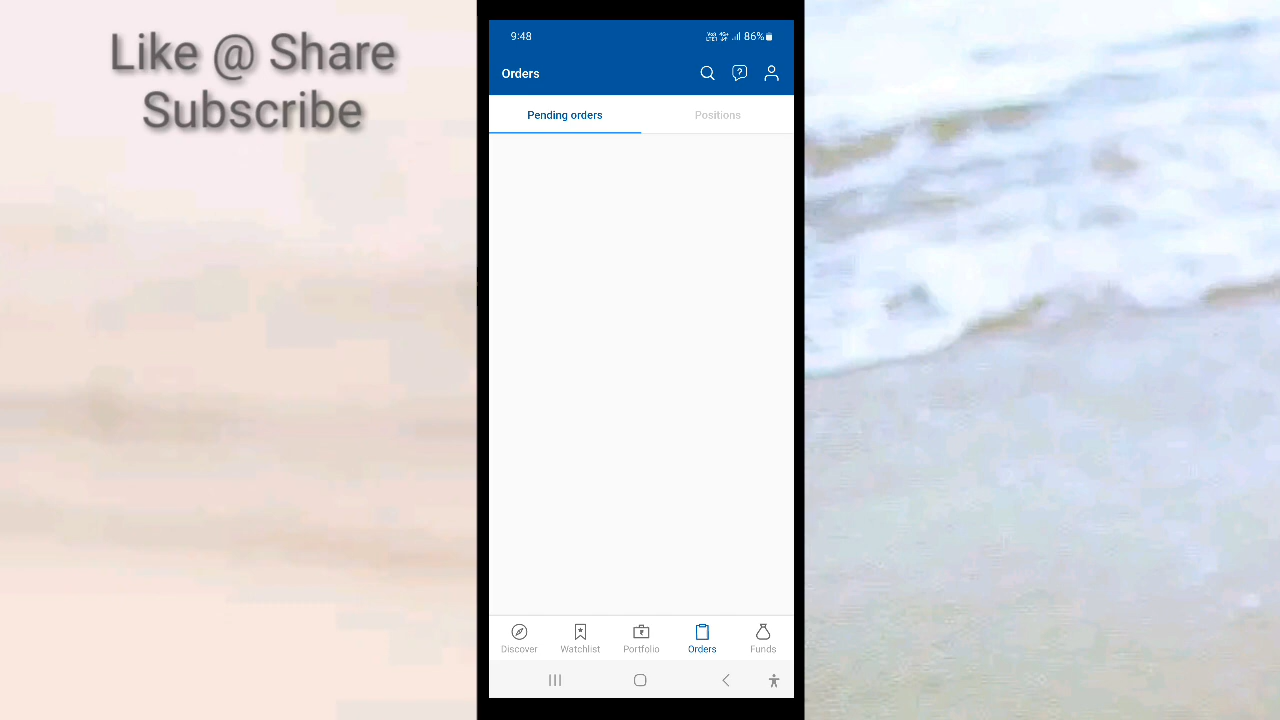 Like @ Share
Subscribe
9:48
86%
Orders
Pending orders
Positions
Discover
Watchlist
Portfolio
Orders
Funds